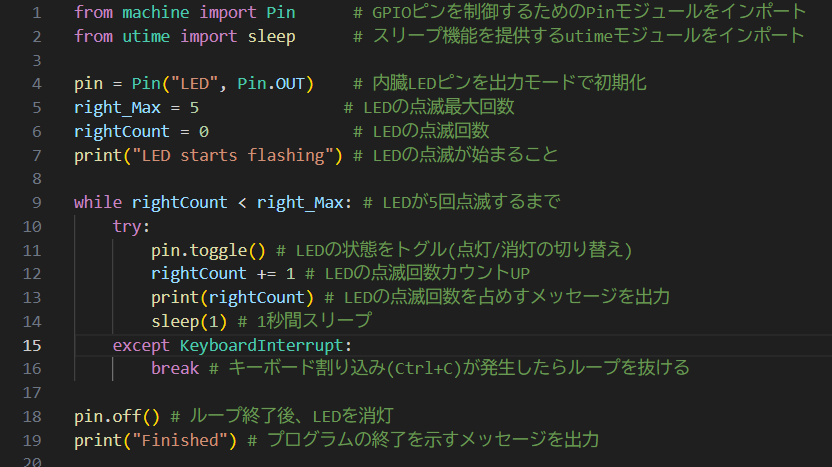 1 from machine import Pin # GPIOピンを制御するためのPinモジュールをインポート
2 from utime import sleep # スリープ機能を提供するutimeモジュールをインポート
3
4 pin = Pin("LED", Pin.OUT) # 内臓LEDピンを出力モードで初期化
5 right_Max = 5 # LEDの点滅最大回数
6 rightCount = 0 # LEDの点滅回数
7 print("LED starts flashing") # LEDの点滅が始まること
8
9 while rightCount < right_Max: # LEDが5回点滅するまで
10 try:
11 pin.toggle() # LEDの状態をトグル(点灯/消灯の切り替え)
12 rightCount += 1 # LEDの点滅回数カウントUP
13 print(rightCount) # LEDの点滅回数を占めすメッセージを出力
14 sleep(1) # 1秒間スリープ
15 except KeyboardInterrupt:
16 break # キーボード割り込み(Ctrl+C)が発生したらループを抜ける
17
18 pin.off() # ループ終了後、LEDを消灯
19 print("Finished") # プログラムの終了を示すメッセージを出力
20